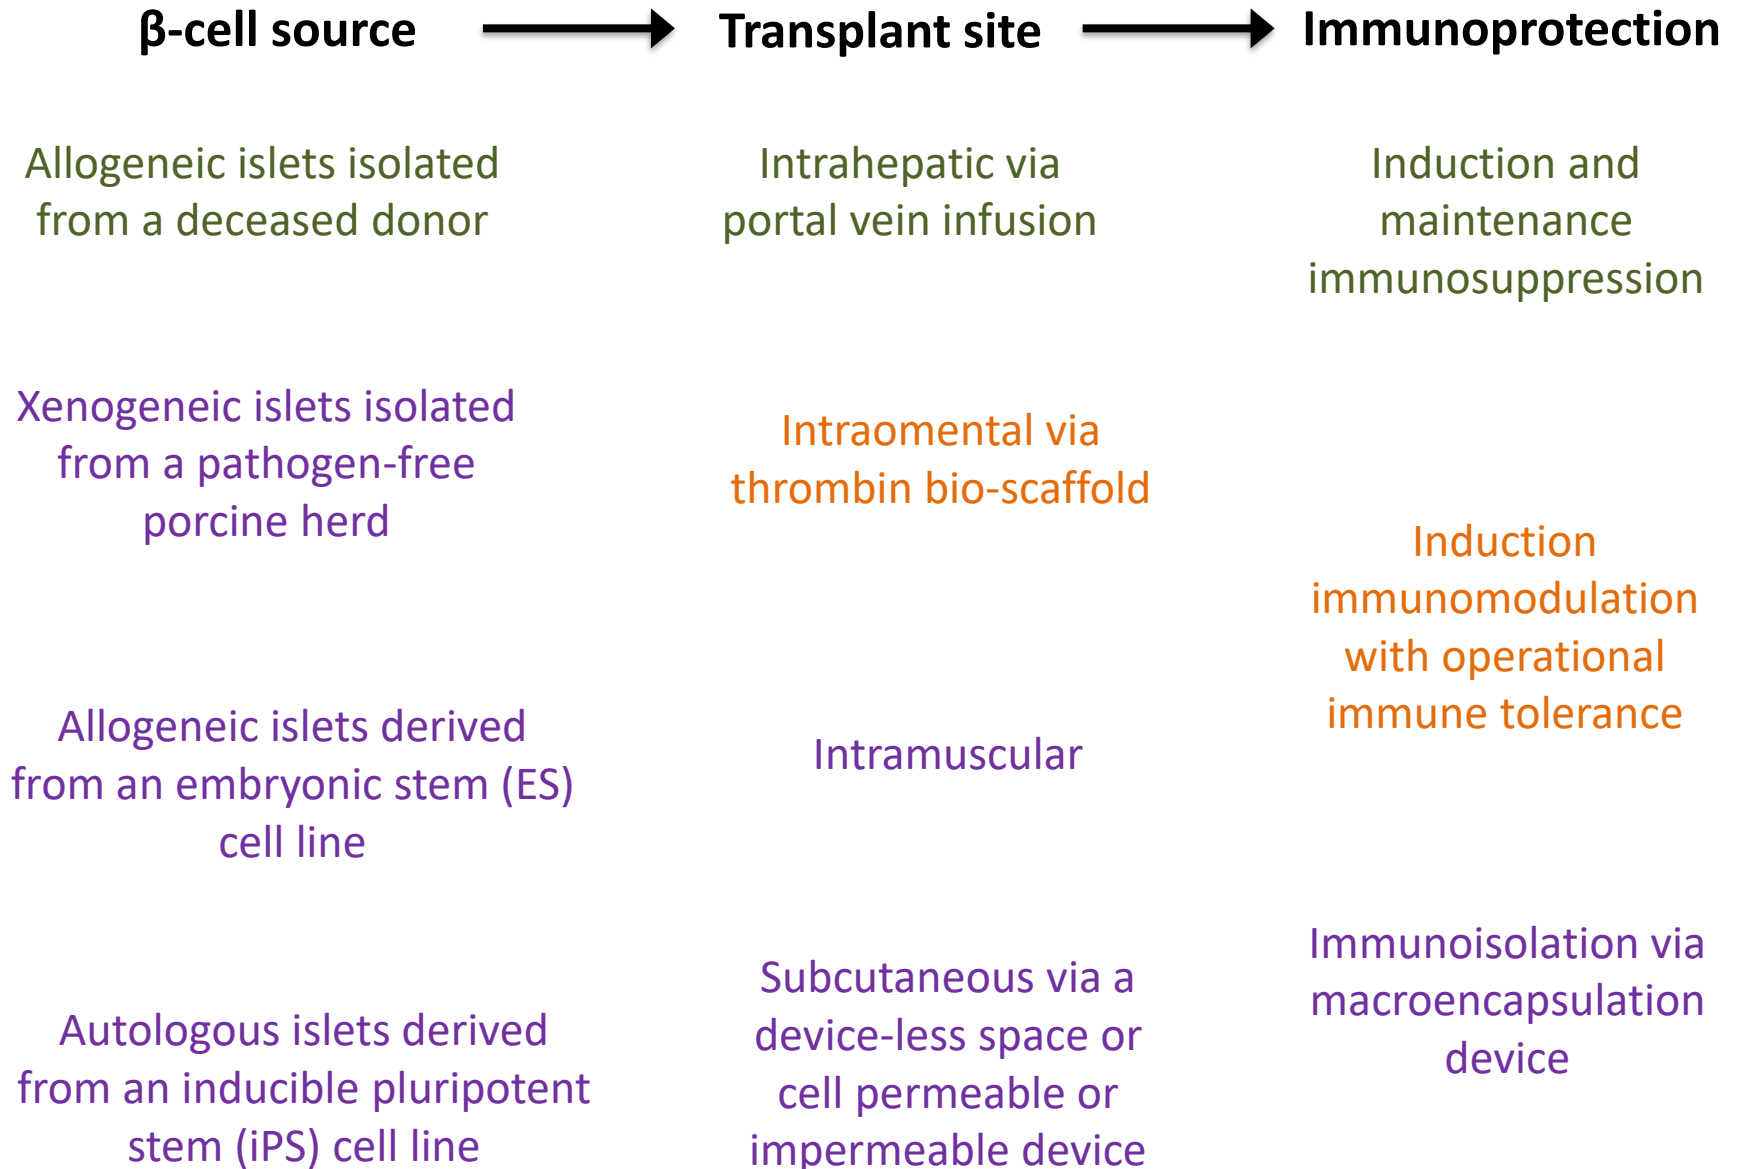 β-cell source
Transplant site
Immunoprotection
Allogeneic islets isolated
from a deceased donor
Intrahepatic via
portal vein infusion
Induction and
maintenance
immunosuppression
Xenogeneic islets isolated
from a pathogen-free
porcine herd
Intraomental via
thrombin bio-scaffold
Induction
immunomodulation
with operational
immune tolerance
Allogeneic islets derived
from an embryonic stem (ES)
cell line
Intramuscular
Autologous islets derived
from an inducible pluripotent
stem (iPS) cell line
Subcutaneous via a
device-less space or
cell permeable or
impermeable device
Immunoisolation via
macroencapsulation
device